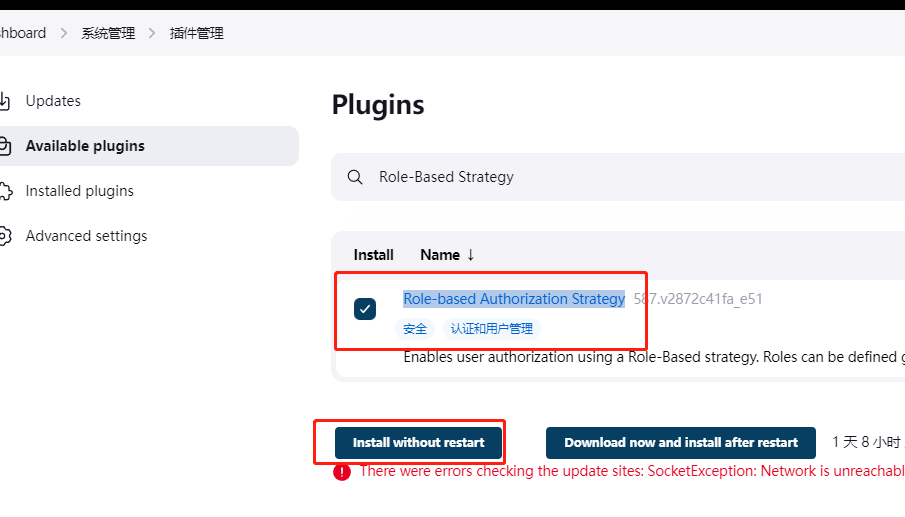 hboard > 系统管理 > 插件管理
Updates
Available plugins
Installed plugins
Advanced settings
Plugins
Role-Based Strategy
Install Name ↓
Role-based Authorization Strategy 587.v2872c41fa_e51
安全 认证和用户管理
Enables user authorization using a Role-Based strategy. Roles can be defined g
Install without restart Download now and install after restart 1 天 8 小时
There were errors checking the update sites: SocketException: Network is unreachabl